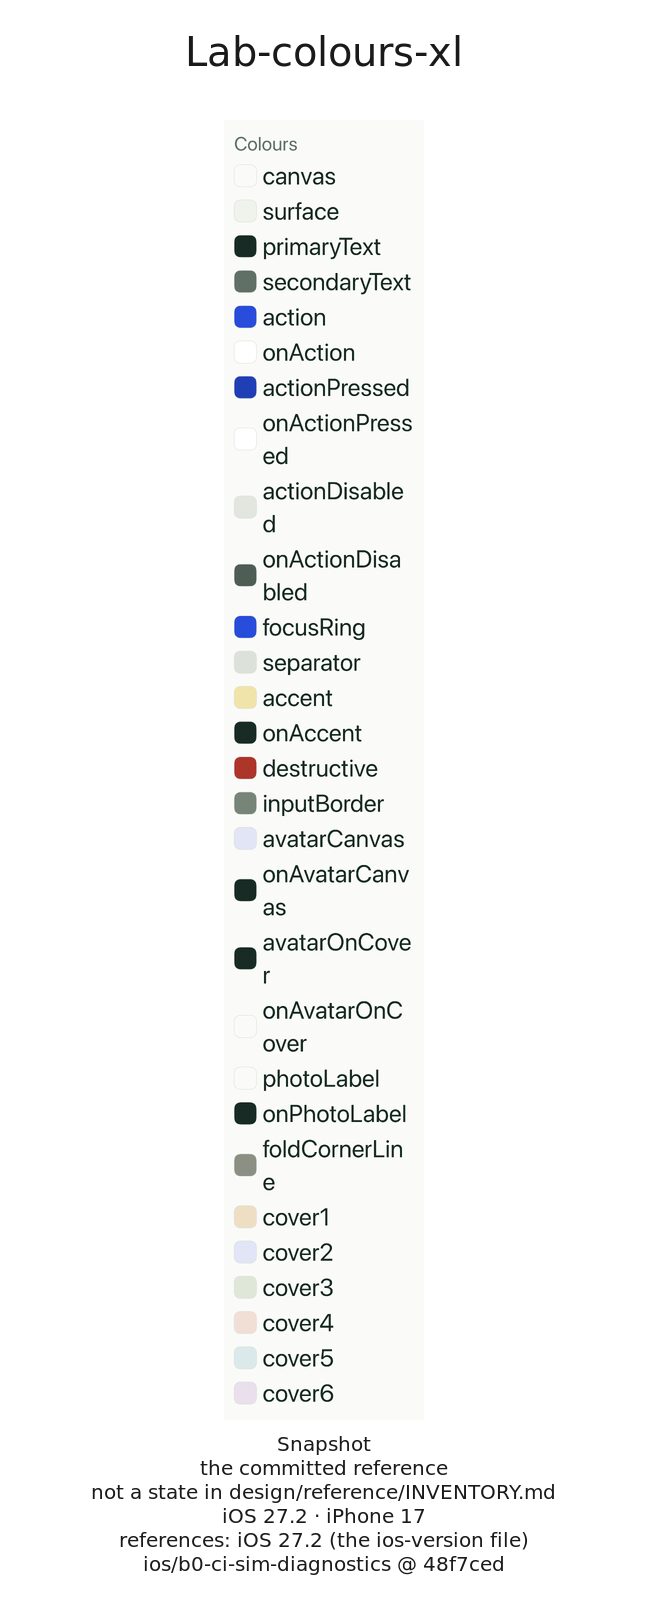 Lab-colours-xl
Colours
canvas
surface
primaryText
secondaryText
action
onAction
actionPressed
onActionPress
ed
actionDisable
d
onActionDisa
bled
focusRing
separator
accent
onAccent
destructive
inputBorder
avatarCanvas
onAvatarCanv
as
avatarOnCove
r
onAvatarOnC
over
photoLabel
onPhotoLabel
foldCornerLin
e
cover1
cover2
cover3
cover4
cover5
cover6
Snapshot
the committed reference
not a state in design/reference/INVENTORY.md
iOS 27.2 · iPhone 17
references: iOS 27.2 (the ios-version file)
ios/b0-ci-sim-diagnostics @ 48f7ced